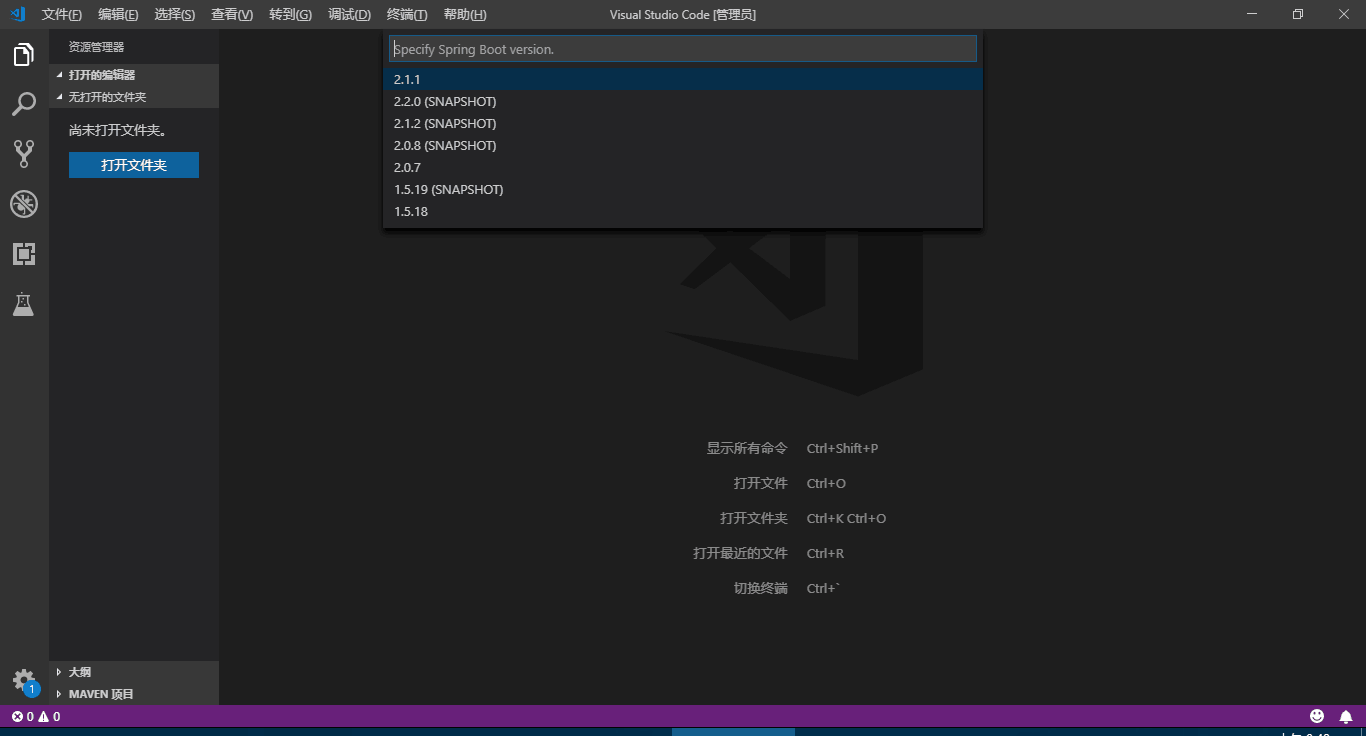 文件(F) 编辑(E) 选择(S) 查看(V) 转到(G) 调试(D) 终端(T) 帮助(H) Visual Studio Code [管理员]
资源管理器
打开的编辑器
无打开的文件夹
尚未打开文件夹。
打开文件夹
Specify Spring Boot version.
2.1.1
2.2.0 (SNAPSHOT)
2.1.2 (SNAPSHOT)
2.0.8 (SNAPSHOT)
2.0.7
1.5.19 (SNAPSHOT)
1.5.18
显示所有命令 Ctrl+Shift+P
打开文件 Ctrl+O
打开文件夹 Ctrl+K Ctrl+O
打开最近的文件 Ctrl+R
切换终端 Ctrl+`
大纲
MAVEN 项目
1
0 0